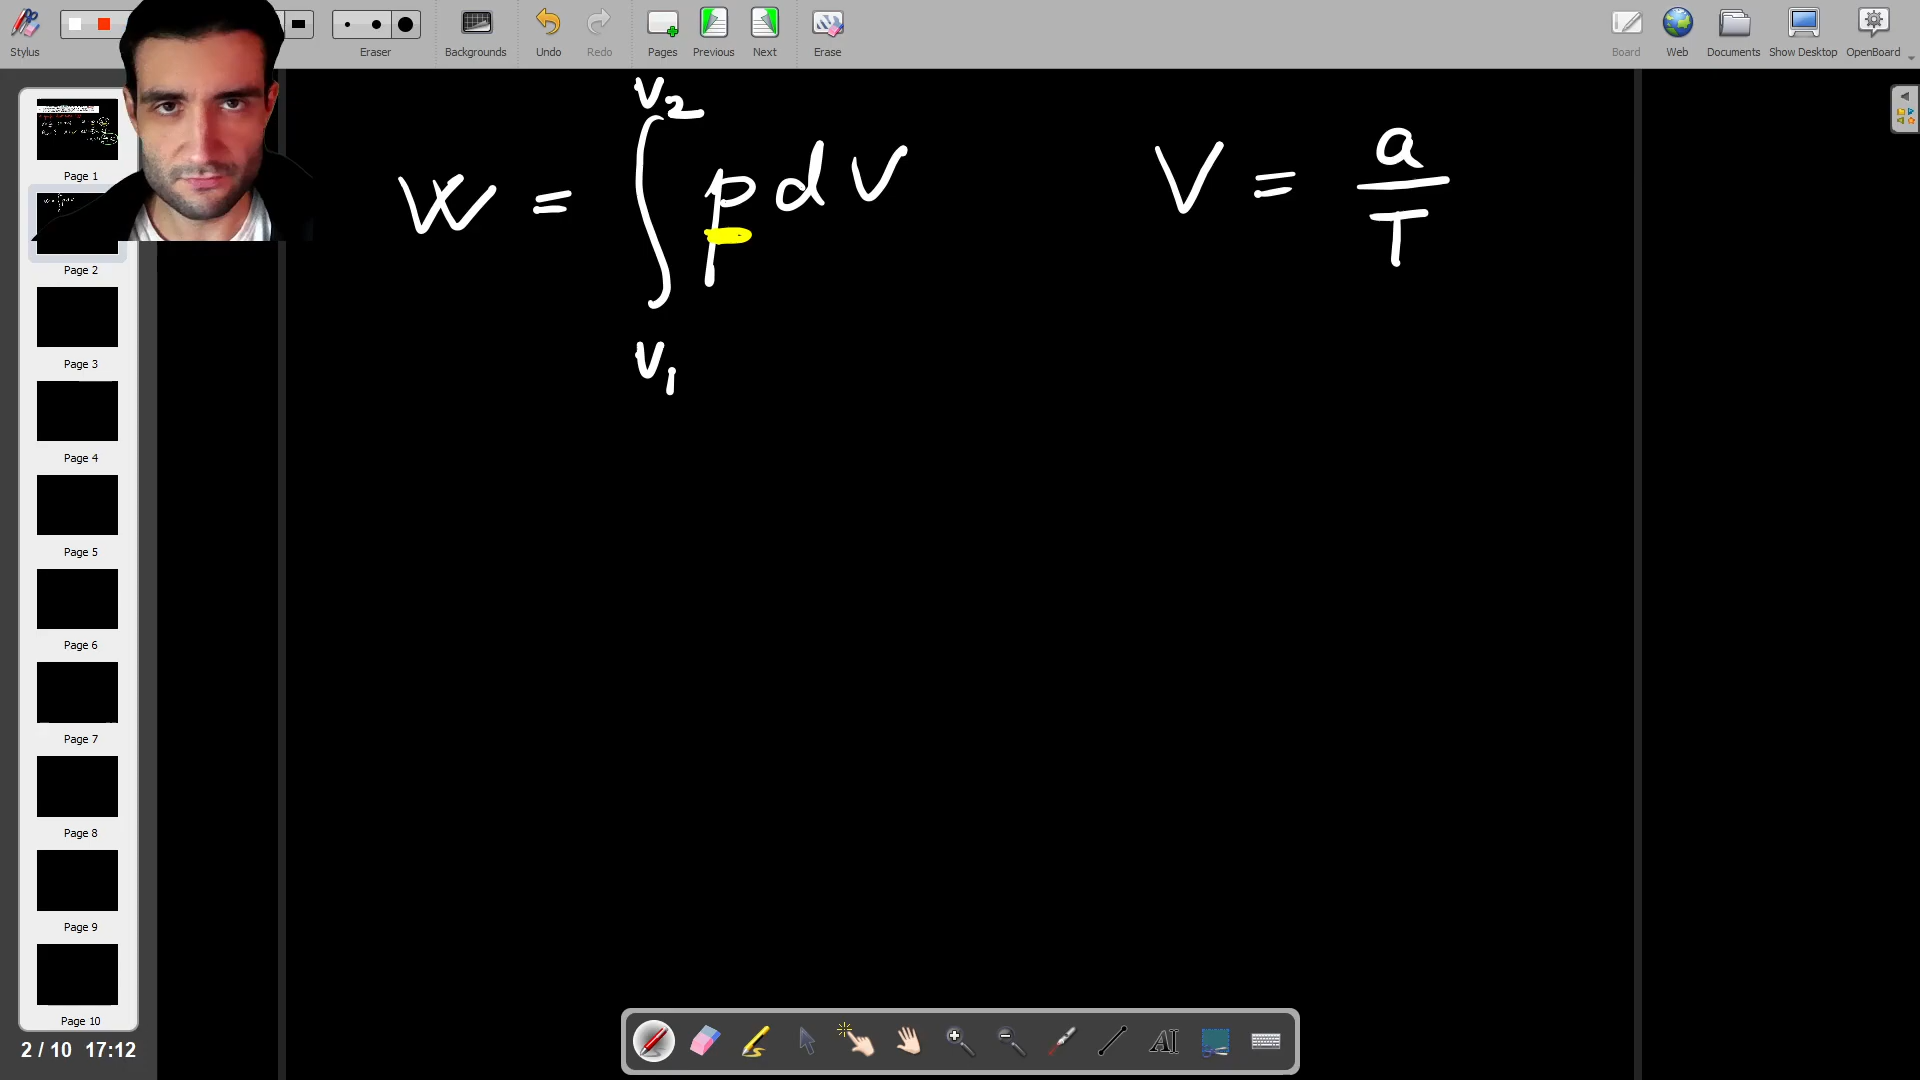 Stylus
Eraser
Backgrounds
Undo
Redo
Pages
Previous
Next
Erase
Board
Web
Documents
Show Desktop
OpenBoard
Page 1
Page 2
Page 3
Page 4
Page 5
Page 6
Page 7
Page 8
Page 9
Page 10
2 / 10 17:12
W = ∫_{V₁}^{V₂} p dV
V = a/T
AI